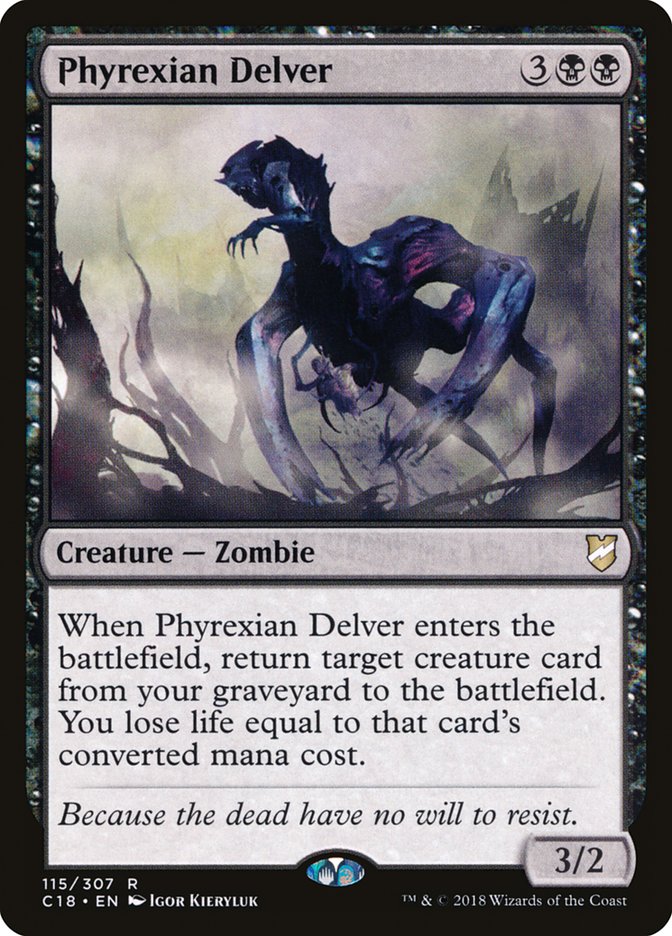 Phyrexian Delver 3
Creature — Zombie
When Phyrexian Delver enters the
battlefield, return target creature card
from your graveyard to the battlefield.
You lose life equal to that card's
converted mana cost.
Because the dead have no will to resist.
3/2
115/307 R
C18 • EN Igor Kieryluk
™ & © 2018 Wizards of the Coast